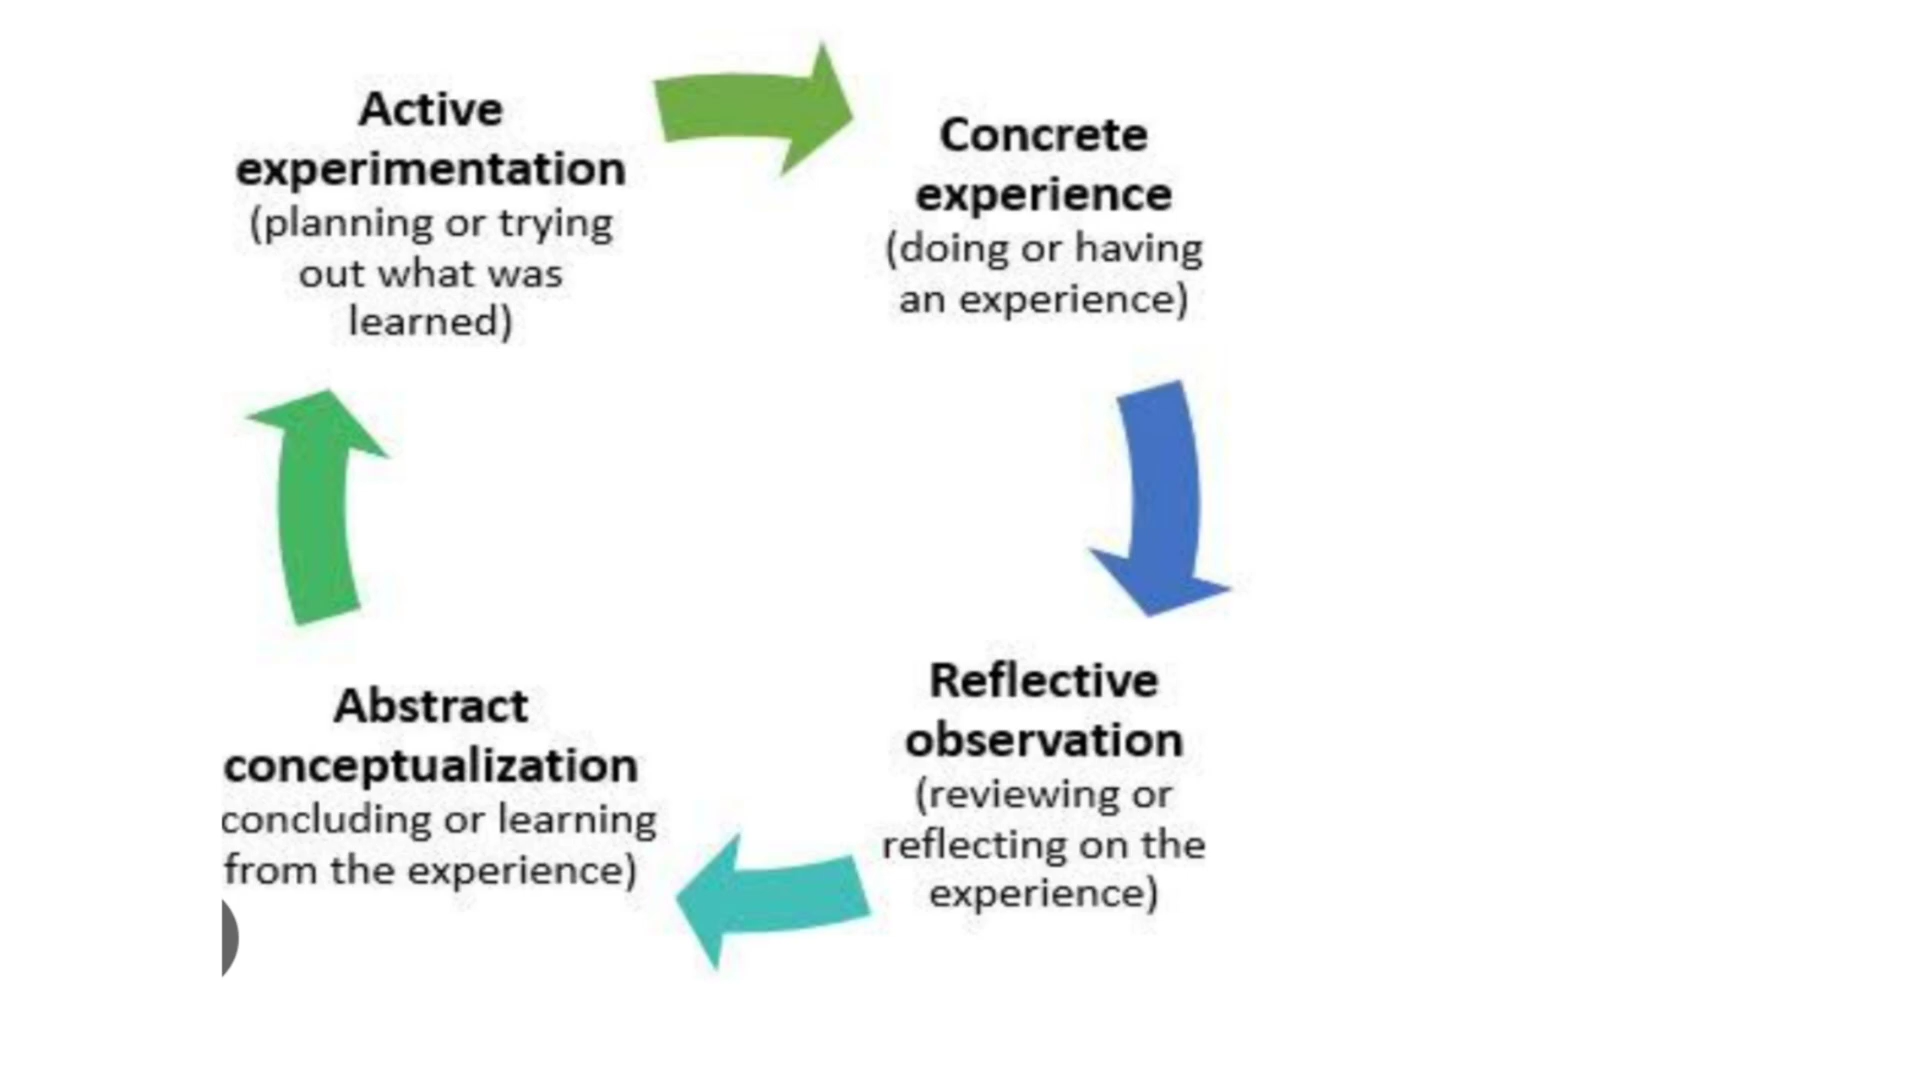 Active
experimentation
(planning or trying
out what was
learned)
Concrete
experience
(doing or having
an experience)
Reflective
observation
(reviewing or
reflecting on the
experience)
Abstract
conceptualization
concluding or learning
from the experience)